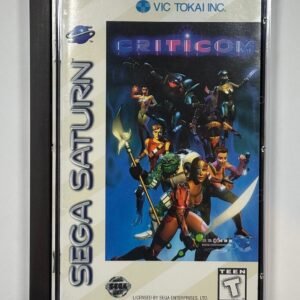 VIC TOKAI INC.
CRITICOM
SEGA SATURN
SEGA
TEEN
T
LICENSED BY SEGA ENTERPRISES, LTD.